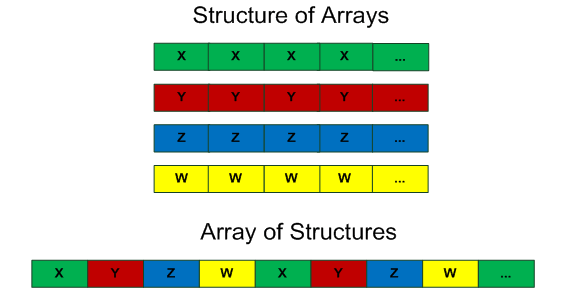 Structure of Arrays
X X X X ...
Y Y Y Y ...
Z Z Z Z ...
W W W W ...
Array of Structures
X Y Z W X Y Z W ...